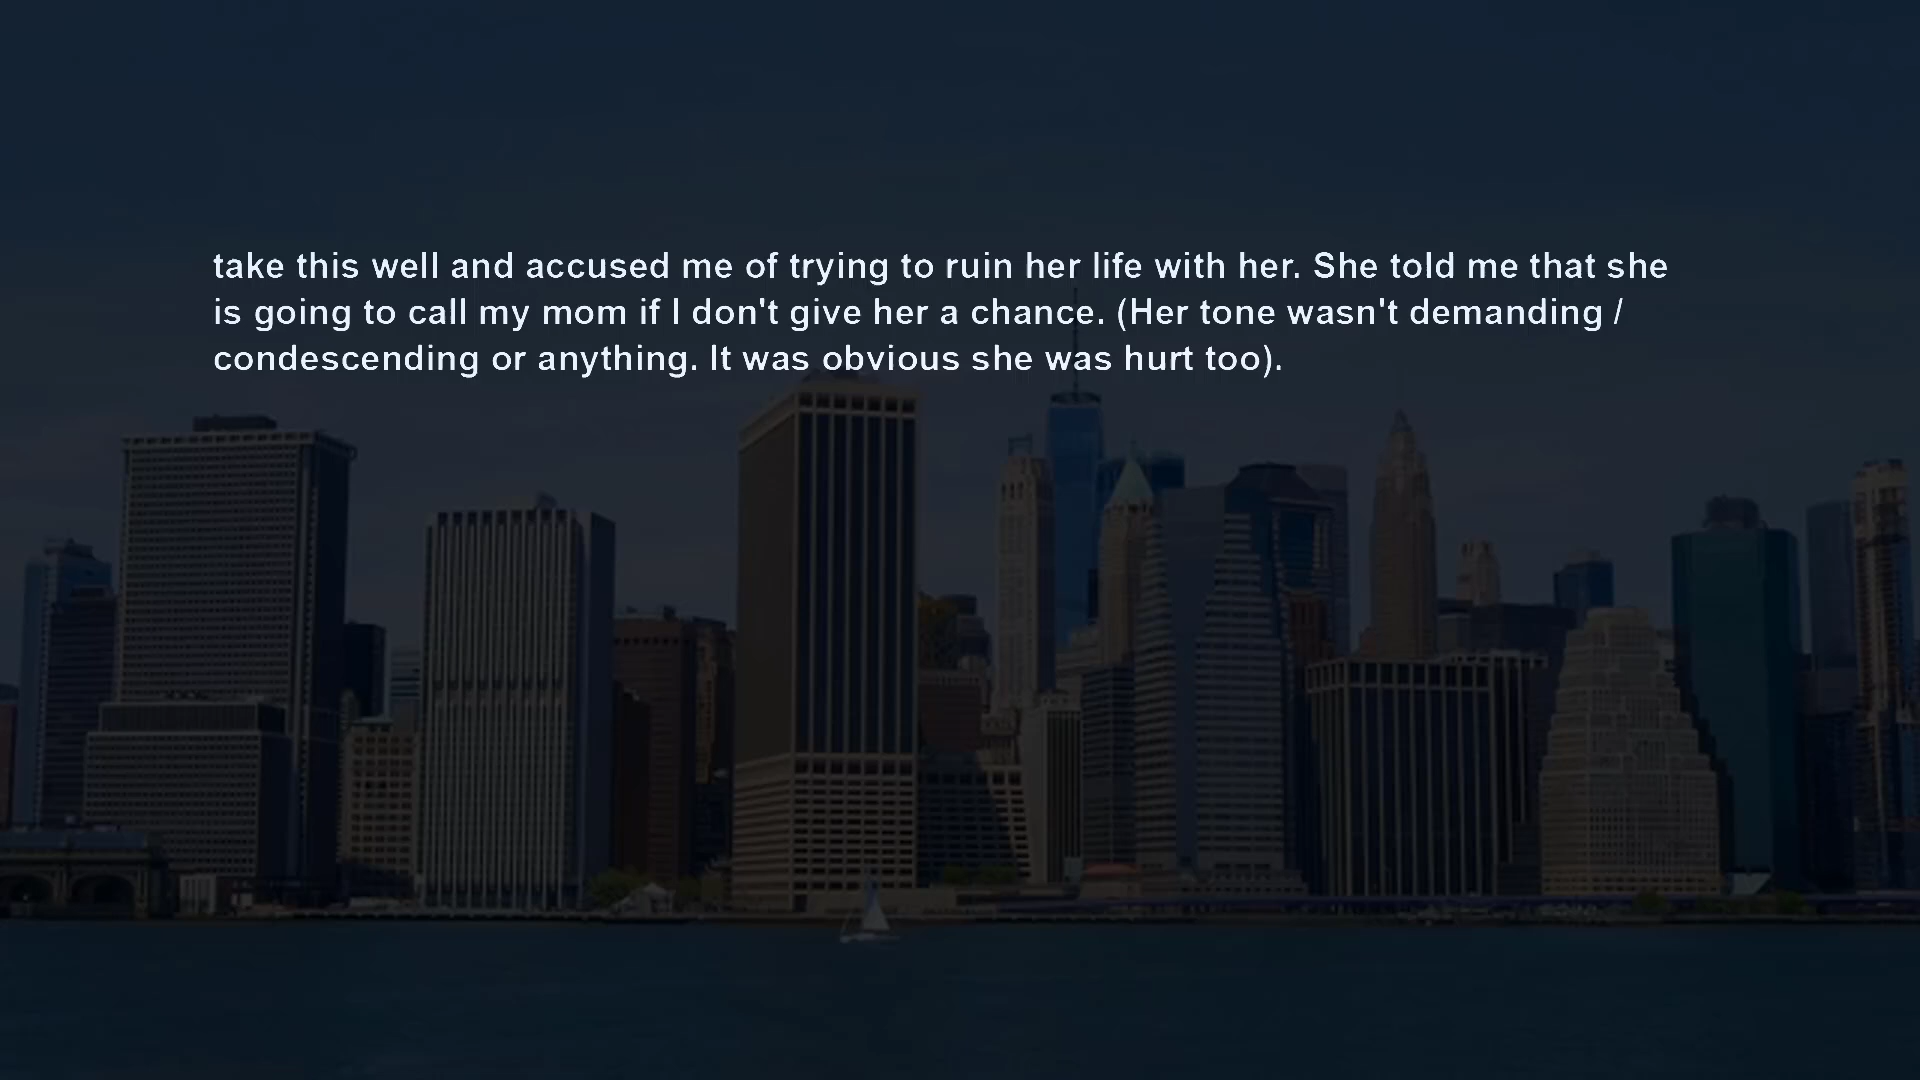 take this well and accused me of trying to ruin her life with her. She told me that she
is going to call my mom if I don't give her a chance. (Her tone wasn't demanding /
condescending or anything. It was obvious she was hurt too).